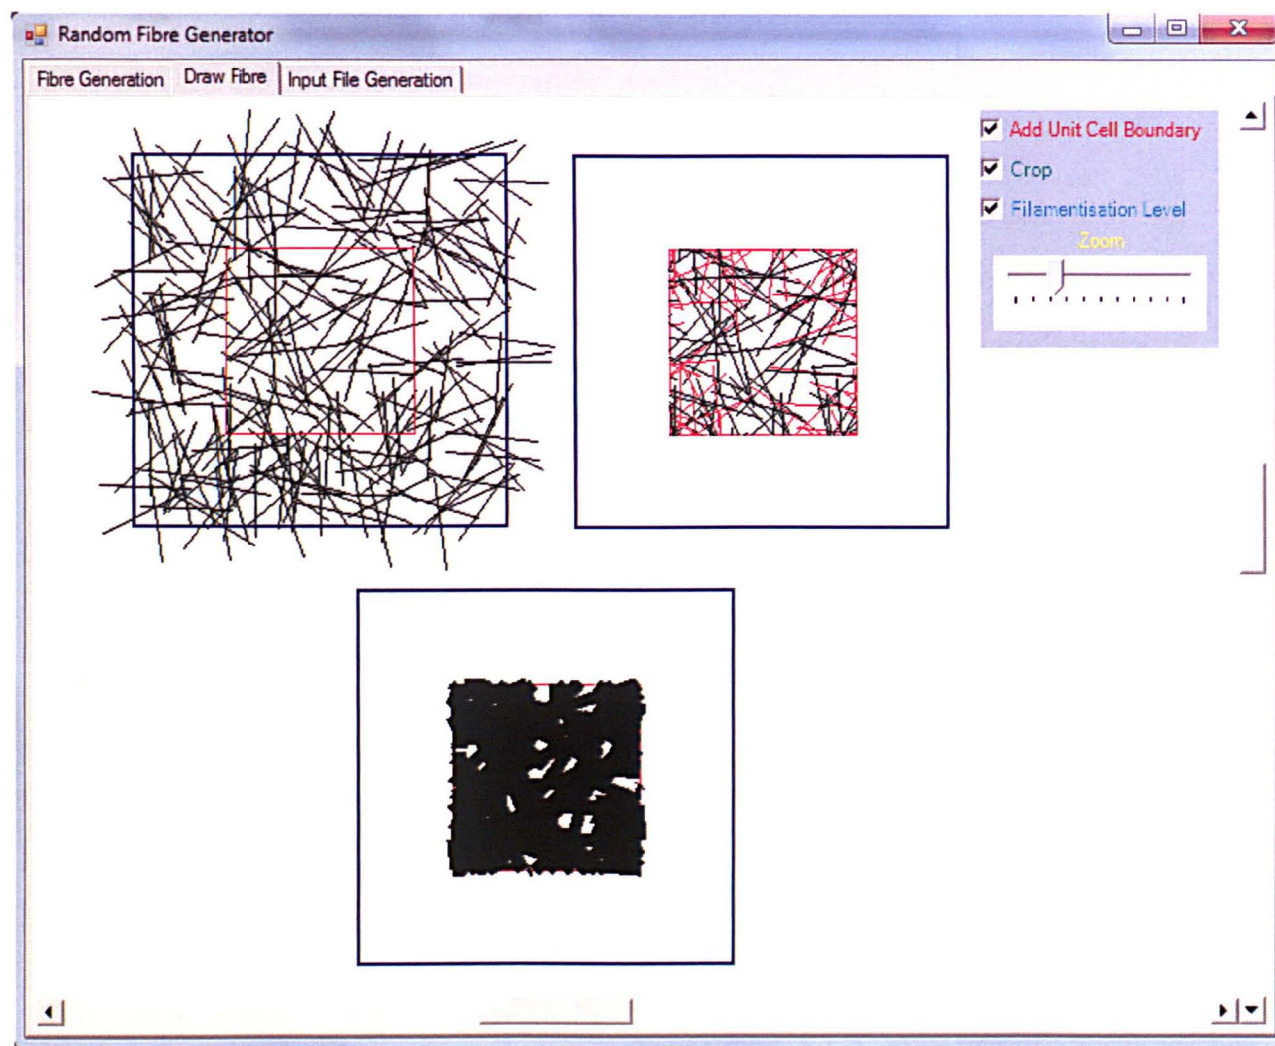 Random Fibre Generator
Fibre Generation Draw Fibre Input File Generation
Add Unit Cell Boundary
Crop
Filamentisation Level
Zoom